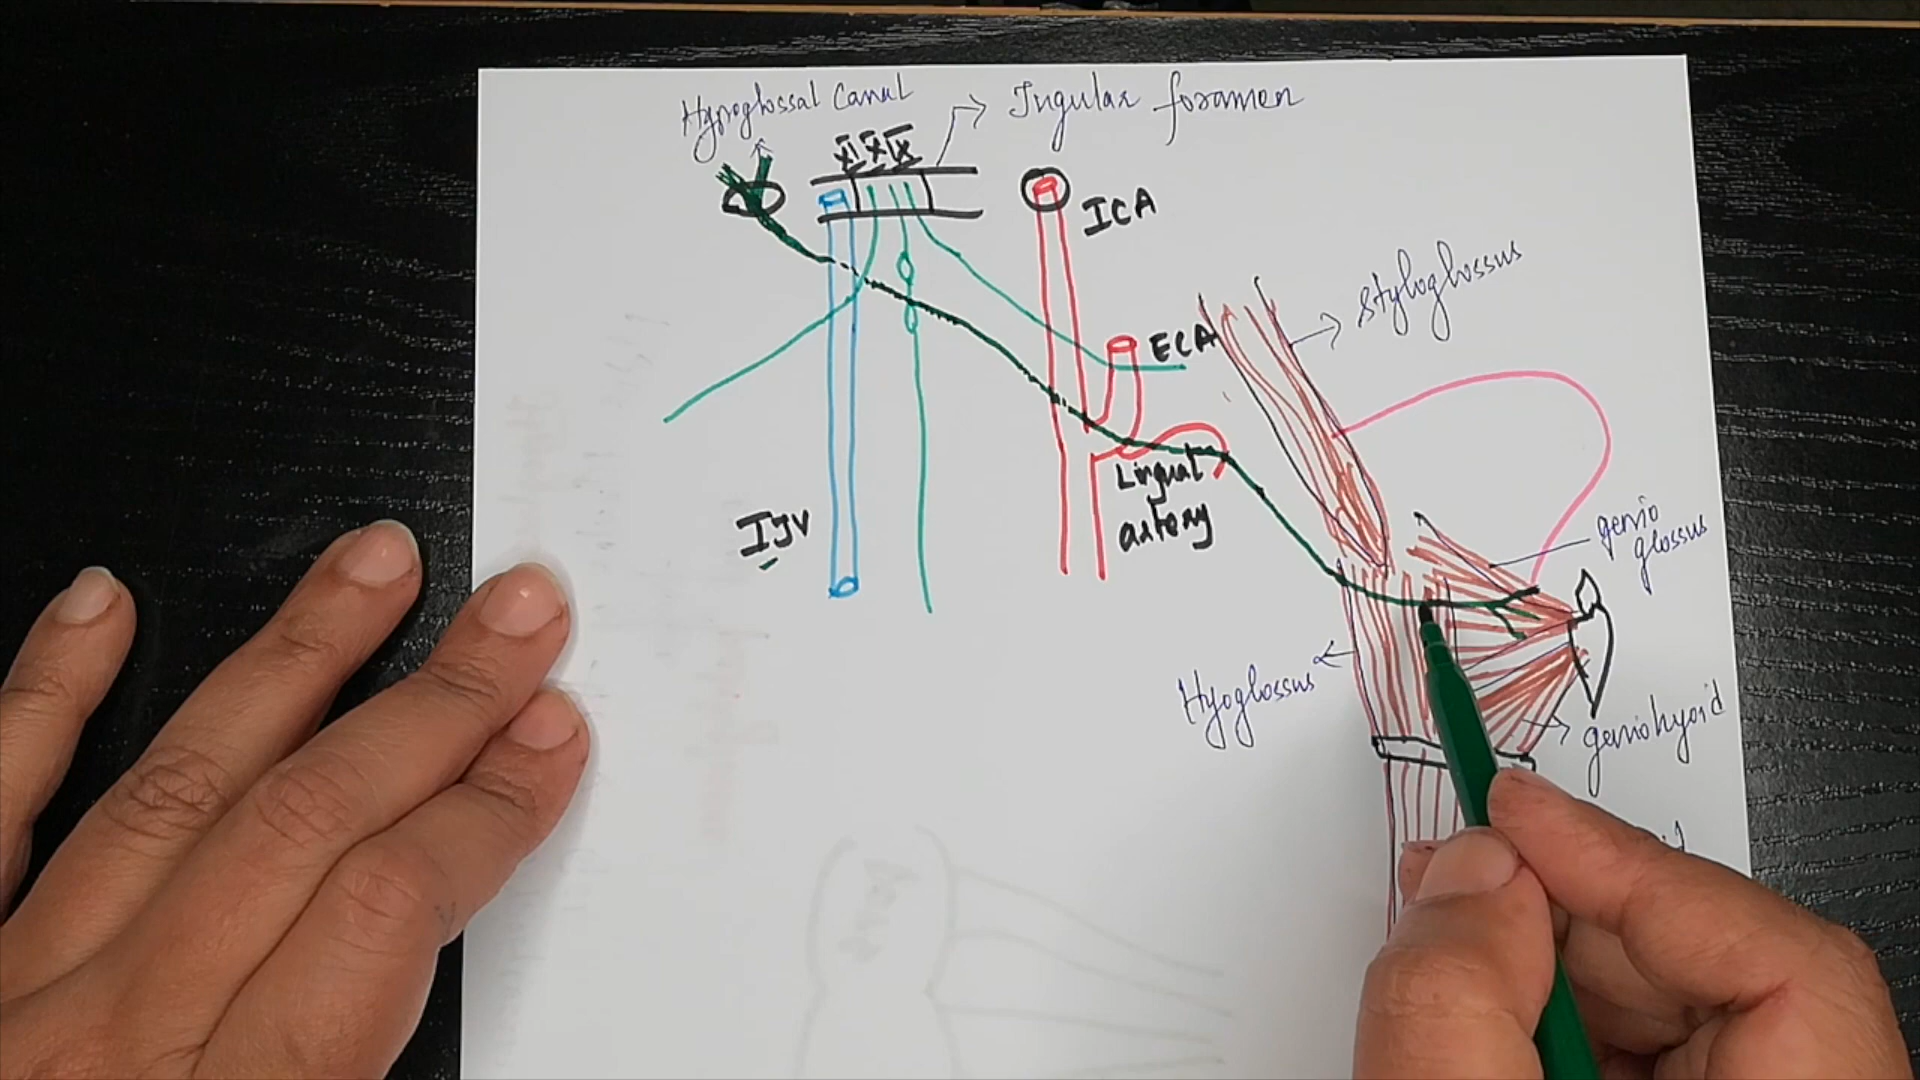 Hypoglossal Canal
Jugular foramen
XI X IX
ICA
Styloglossus
ECA
Lingual
artery
IJV
genio
glossus
Hyoglossus
geniohyoid